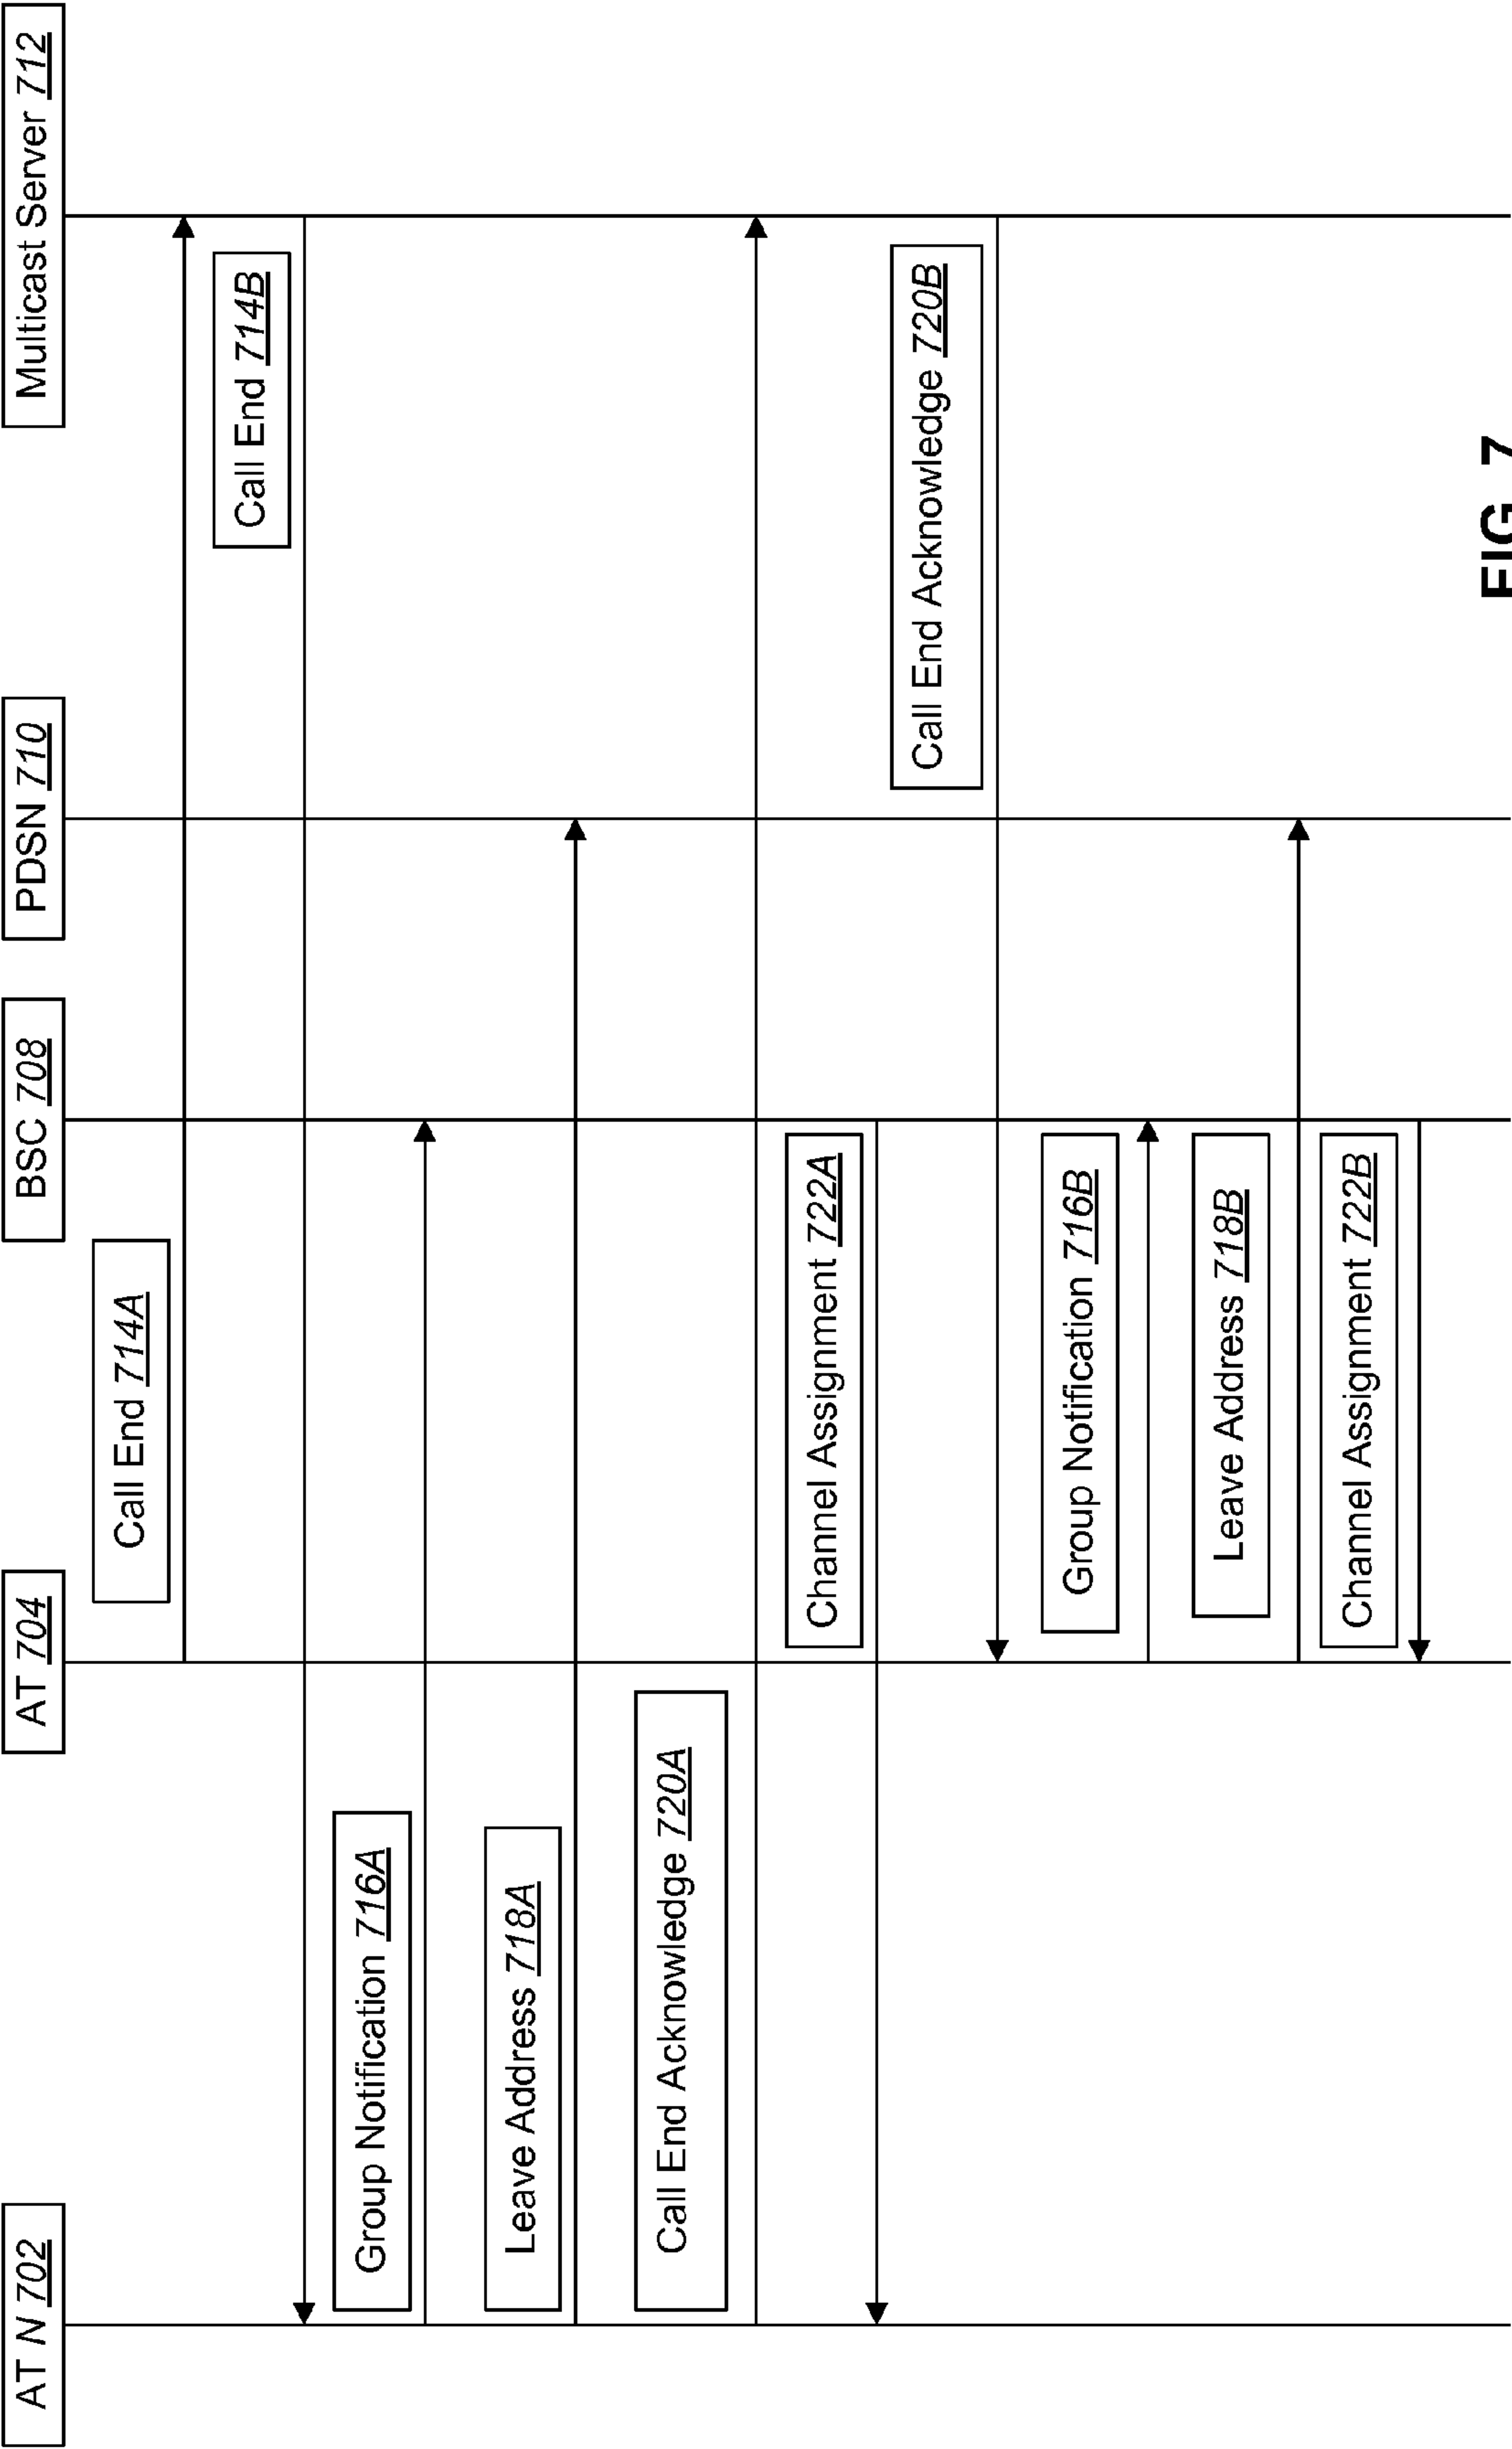 AT N 702
AT 704
BSC 708
PDSN 710
Multicast Server 712
Call End 714A
Call End 714B
Group Notification 716A
Leave Address 718A
Call End Acknowledge 720A
Channel Assignment 722A
Call End Acknowledge 720B
Group Notification 716B
Leave Address 718B
Channel Assignment 722B
FIG 7